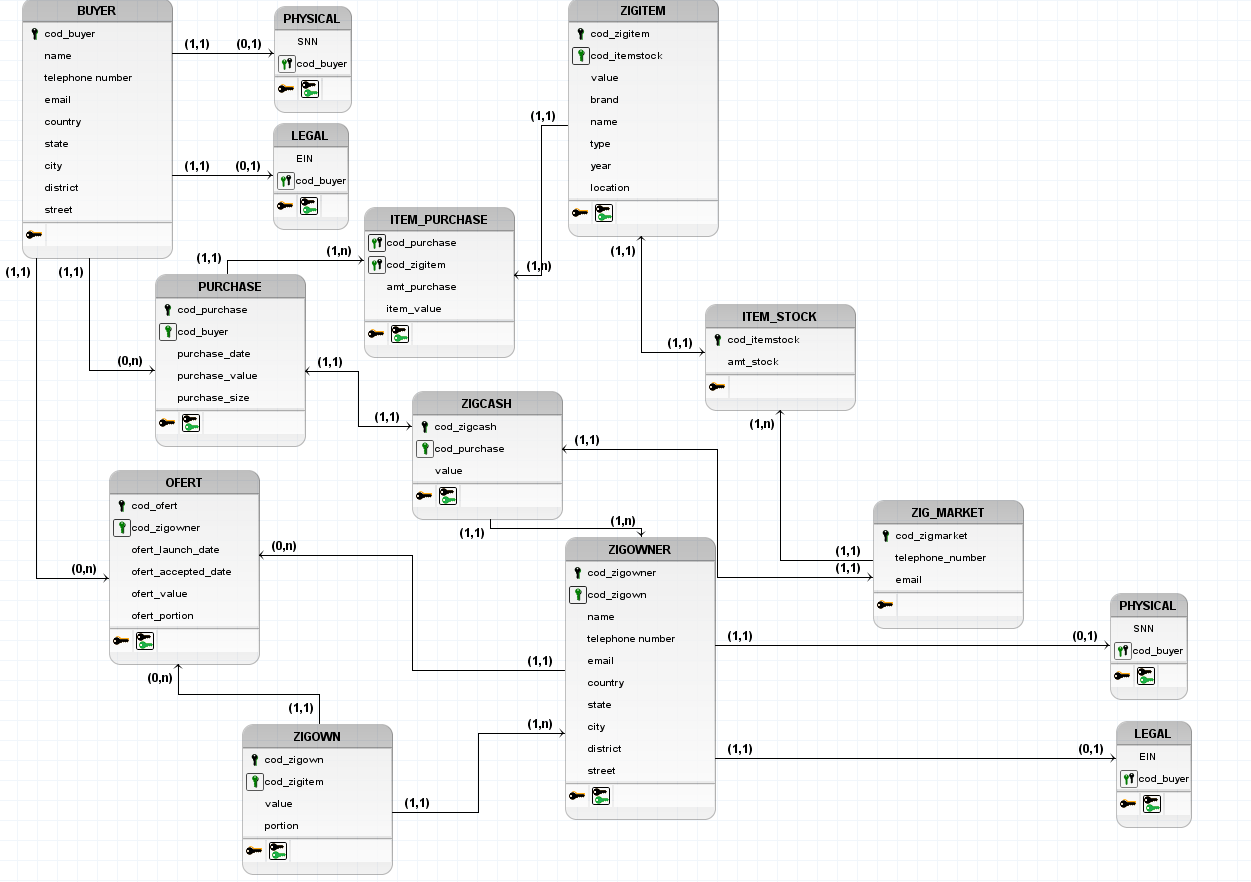 BUYER
cod_buyer
name
telephone number
email
country
state
city
district
street
(1,1)
(0,1)
PHYSICAL
SNN
cod_buyer
(1,1)
(0,1)
LEGAL
EIN
cod_buyer
ZIGITEM
cod_zigitem
cod_itemstock
value
brand
name
type
year
location
(1,1)
(1,n)
ITEM_PURCHASE
cod_purchase
cod_zigitem
amt_purchase
item_value
(1,1)
(1,n)
(1,1)
(1,1)
(0,n)
PURCHASE
cod_purchase
cod_buyer
purchase_date
purchase_value
purchase_size
(1,1)
(1,1)
(1,1)
(1,1)
ITEM_STOCK
cod_itemstock
amt_stock
(1,n)
ZIGCASH
cod_zigcash
cod_purchase
value
(1,1)
(1,1)
(1,n)
OFERT
cod_ofert
cod_zigowner
ofert_launch_date
ofert_accepted_date
ofert_value
ofert_portion
(0,n)
(0,n)
(0,n)
ZIG_MARKET
cod_zigmarket
telephone_number
email
(1,1)
(1,1)
ZIGOWNER
cod_zigowner
cod_zigown
name
telephone number
email
country
state
city
district
street
(1,1)
(1,n)
(1,1)
(0,1)
PHYSICAL
SNN
cod_buyer
(1,1)
(0,1)
LEGAL
EIN
cod_buyer
(1,1)
ZIGOWN
cod_zigown
cod_zigitem
value
portion
(1,1)